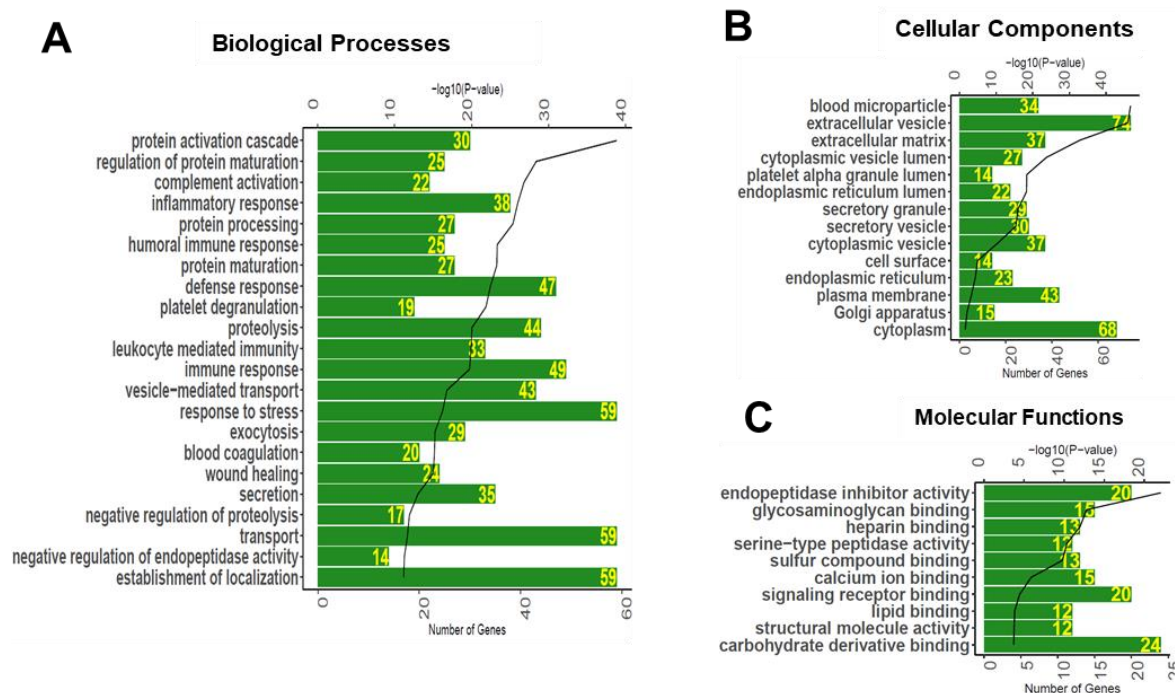 A
Biological Processes
−log10(P-value)
0 10 20 30 40
protein activation cascade 30
regulation of protein maturation 25
complement activation 22
inflammatory response 38
protein processing 27
humoral immune response 25
protein maturation 27
defense response 47
platelet degranulation 19
proteolysis 44
leukocyte mediated immunity 33
immune response 49
vesicle−mediated transport 43
response to stress 59
exocytosis 29
blood coagulation 20
wound healing 24
secretion 35
negative regulation of proteolysis 17
transport 59
negative regulation of endopeptidase activity 14
establishment of localization 59
0 20 40 60
Number of Genes
B
Cellular Components
−log10(P-value)
0 10 20 30 40
blood microparticle 34
extracellular vesicle 74
extracellular matrix 37
cytoplasmic vesicle lumen 27
platelet alpha granule lumen 14
endoplasmic reticulum lumen 22
secretory granule 29
secretory vesicle 30
cytoplasmic vesicle 37
cell surface 14
endoplasmic reticulum 23
plasma membrane 43
Golgi apparatus 15
cytoplasm 68
0 20 40 60
Number of Genes
C
Molecular Functions
−log10(P-value)
0 5 10 15 20
endopeptidase inhibitor activity 20
glycosaminoglycan binding 15
heparin binding 13
serine−type peptidase activity 12
sulfur compound binding 13
calcium ion binding 15
signaling receptor binding 20
lipid binding 12
structural molecule activity 12
carbohydrate derivative binding 24
0 5 10 15 20 25
Number of Genes